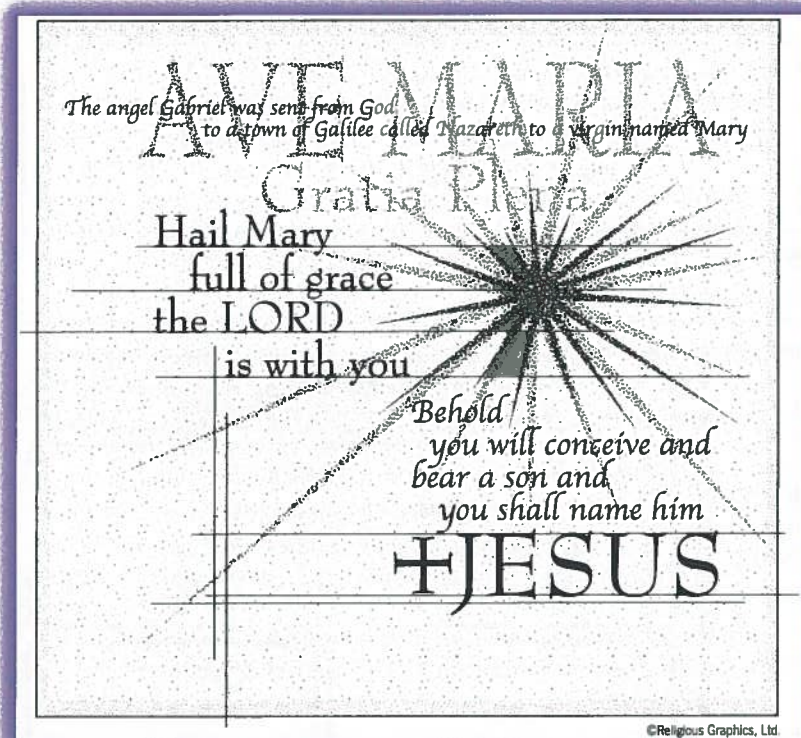 AVE MARIA
The angel Gabriel was sent from God
to a town of Galilee called Nazareth to a virgin named Mary
Gratia Plena
Hail Mary
full of grace
the LORD
is with you
Behold
you will conceive and
bear a son and
you shall name him
+JESUS
©Religious Graphics, Ltd.